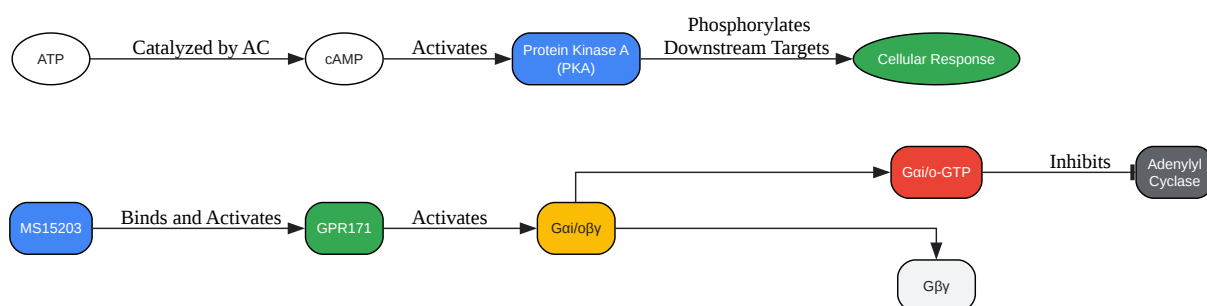 ATP
Catalyzed by AC
cAMP
Activates
Protein Kinase A
(PKA)
Phosphorylates
Downstream Targets
Cellular Response
MS15203
Binds and Activates
GPR171
Activates
Gαi/oβγ
Gαi/o-GTP
Inhibits
Adenylyl
Cyclase
Gβγ